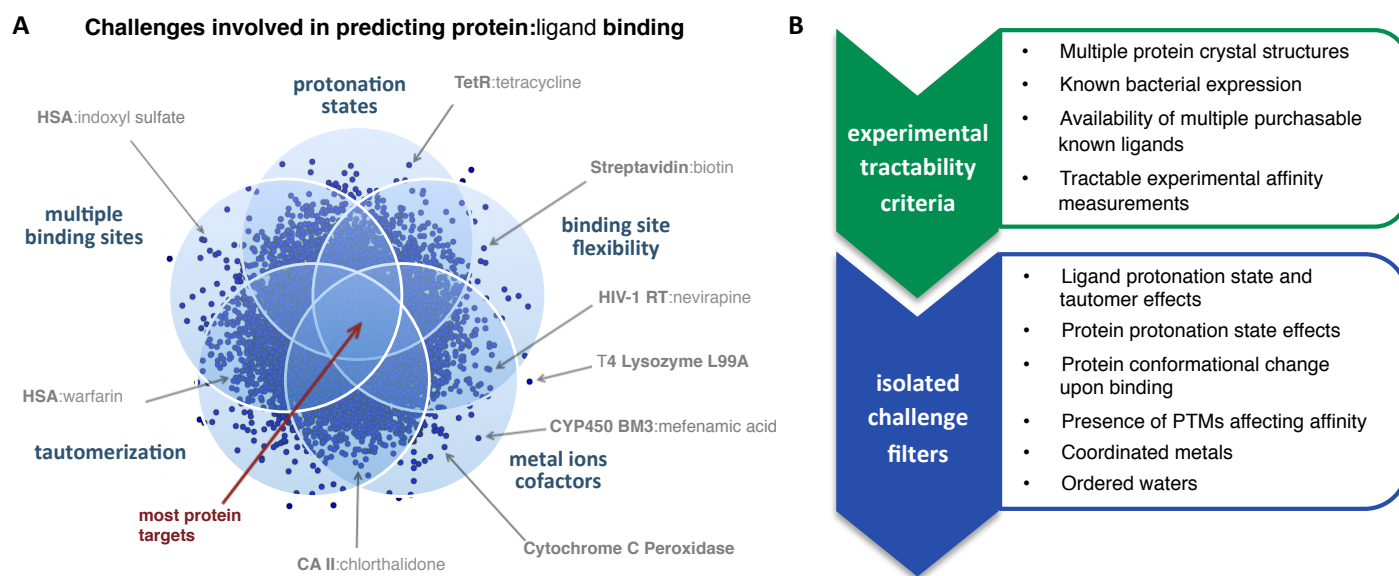 A
Challenges involved in predicting protein:ligand binding
protonation
states
TetR:tetracycline
HSA:indoxyl sulfate
Streptavidin:biotin
multiple
binding sites
binding site
flexibility
HIV-1 RT:nevirapine
T4 Lysozyme L99A
HSA:warfarin
CYP450 BM3:mefenamic acid
tautomerization
metal ions
cofactors
most protein
targets
Cytochrome C Peroxidase
CA II:chlorthalidone
B
experimental
tractability
criteria
• Multiple protein crystal structures
• Known bacterial expression
• Availability of multiple purchasable
known ligands
• Tractable experimental affinity
measurements
isolated
challenge
filters
• Ligand protonation state and
tautomer effects
• Protein protonation state effects
• Protein conformational change
upon binding
• Presence of PTMs affecting affinity
• Coordinated metals
• Ordered waters